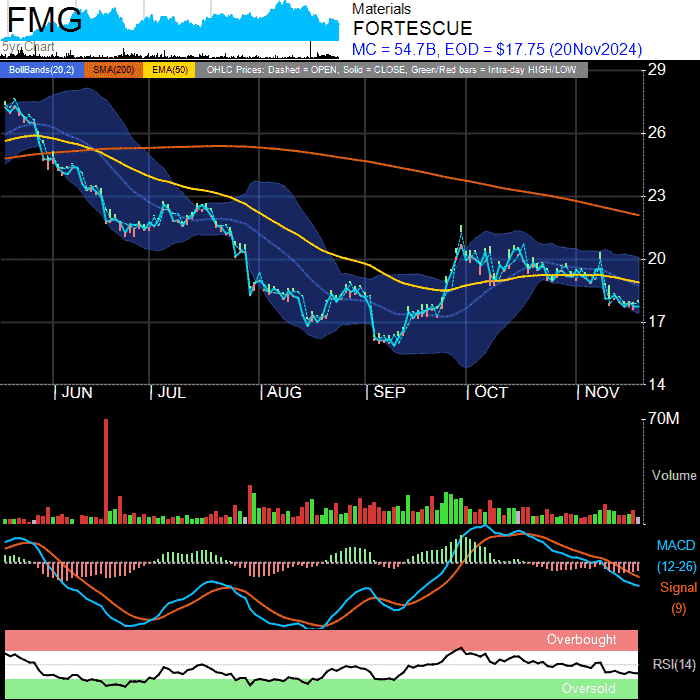 FMG
5yr Chart
Materials
FORTESCUE
MC = 54.7B, EOD = $17.75 (20Nov2024)
BollBands(20,2) SMA(200) EMA(50) OHLC Prices: Dashed = OPEN, Solid = CLOSE, Green/Red bars = Intra-day HIGH/LOW
29
26
23
20
17
14
| JUN | JUL | AUG | SEP | OCT | NOV
70M
Volume
MACD
(12-26)
Signal
(9)
Overbought
RSI(14)
Oversold